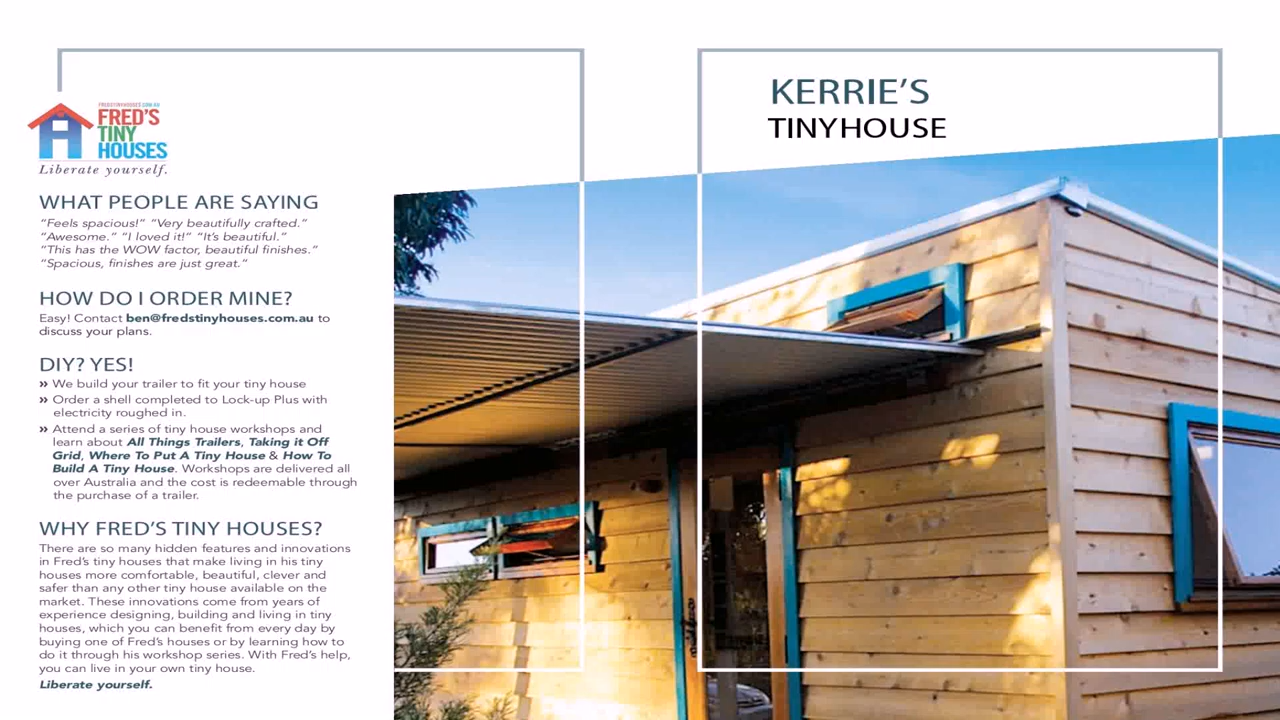 FREDSTINYHOUSES.COM.AU
FRED'S
TINY
HOUSES
Liberate yourself.
WHAT PEOPLE ARE SAYING
“Feels spacious!” “Very beautifully crafted.”
“Awesome.” “I loved it!” “It’s beautiful.”
“This has the WOW factor, beautiful finishes.”
“Spacious, finishes are just great.”
HOW DO I ORDER MINE?
Easy! Contact ben@fredstinyhouses.com.au to
discuss your plans.
DIY? YES!
» We build your trailer to fit your tiny house
» Order a shell completed to Lock-up Plus with
electricity roughed in.
» Attend a series of tiny house workshops and
learn about All Things Trailers, Taking it Off
Grid, Where To Put A Tiny House & How To
Build A Tiny House. Workshops are delivered all
over Australia and the cost is redeemable through
the purchase of a trailer.
WHY FRED’S TINY HOUSES?
There are so many hidden features and innovations
in Fred’s tiny houses that make living in his tiny
houses more comfortable, beautiful, clever and
safer than any other tiny house available on the
market. These innovations come from years of
experience designing, building and living in tiny
houses, which you can benefit from every day by
buying one of Fred’s houses or by learning how to
do it through his workshop series. With Fred’s help,
you can live in your own tiny house.
Liberate yourself.
KERRIE’S
TINYHOUSE